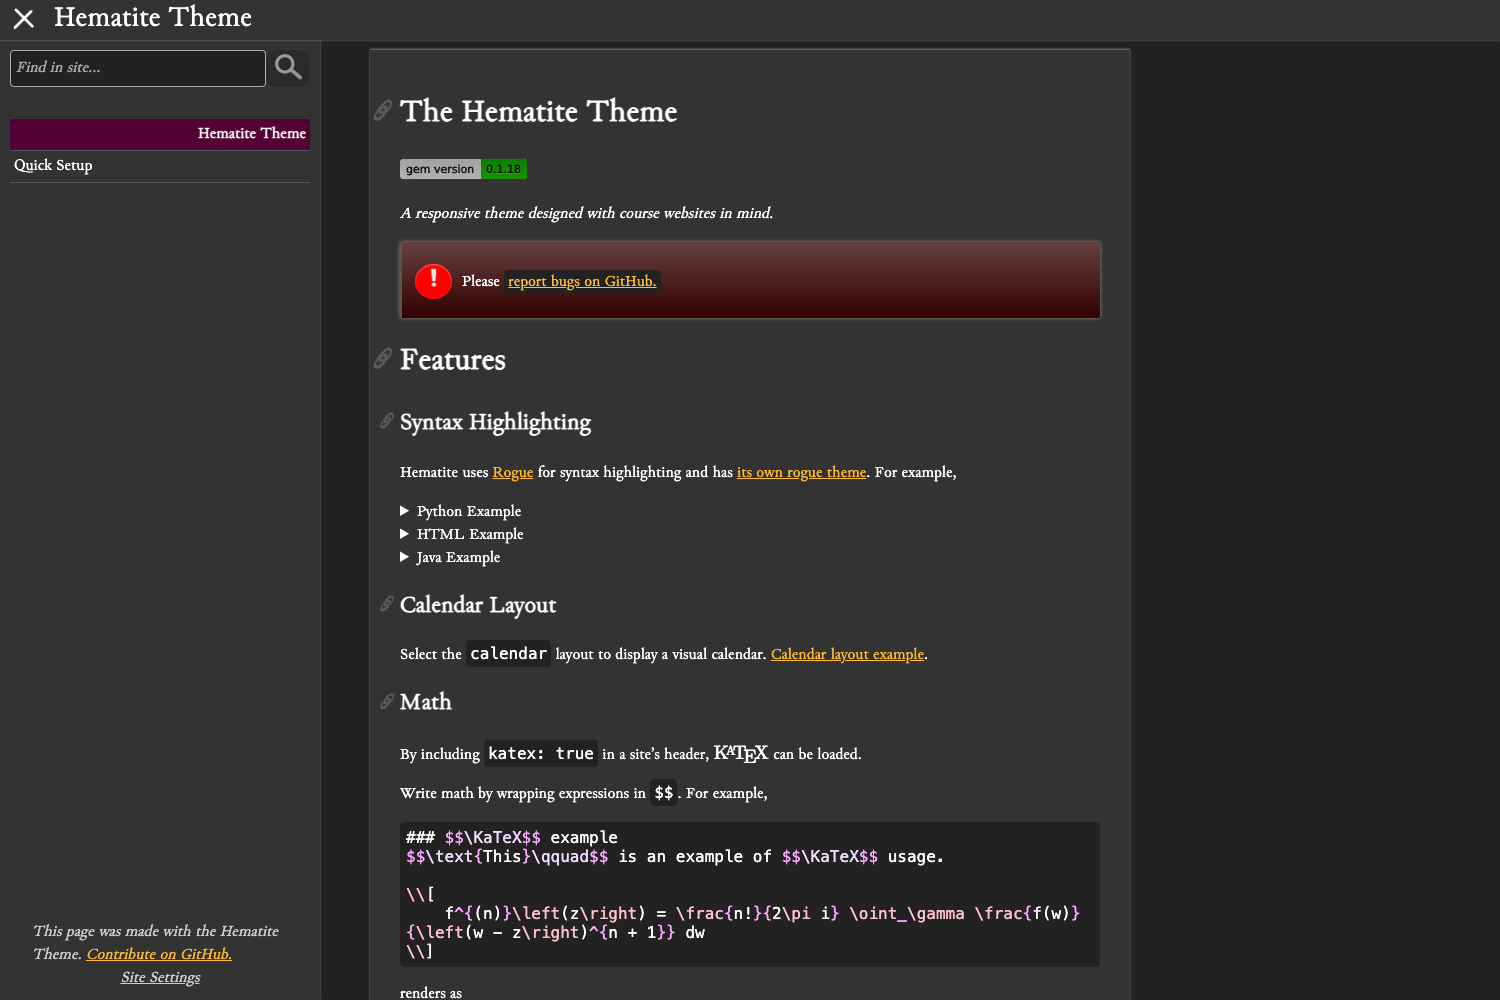 Hematite Theme
Find in site...
Hematite Theme
Quick Setup
This page was made with the Hematite
Theme. Contribute on GitHub.
Site Settings
The Hematite Theme
gem version 0.1.18
A responsive theme designed with course websites in mind.
! Please report bugs on GitHub.
Features
Syntax Highlighting
Hematite uses Rogue for syntax highlighting and has its own rogue theme. For example,
Python Example
HTML Example
Java Example
Calendar Layout
Select the calendar layout to display a visual calendar. Calendar layout example.
Math
By including katex: true in a site’s header, KATEX can be loaded.
Write math by wrapping expressions in $$. For example,
### $$\KaTeX$$ example
$$\text{This}\qquad$$ is an example of $$\KaTeX$$ usage.
\\[
f^{(n)}\left(z\right) = \frac{n!}{2\pi i} \oint_\gamma \frac{f(w)}
{\left(w - z\right)^{n + 1}} dw
\\]
renders as